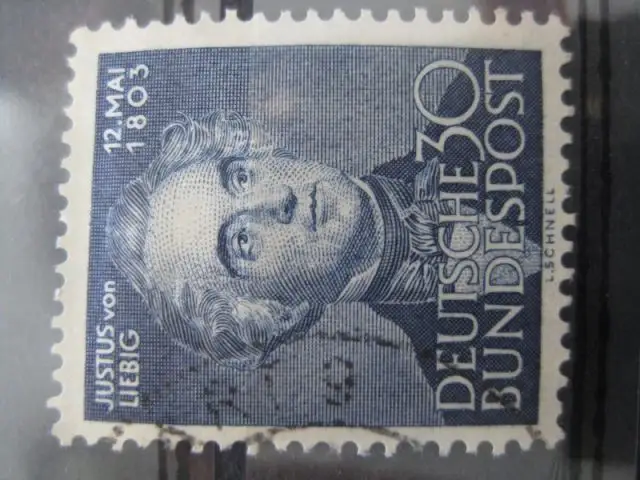 JUSTUS von
LIEBIG
12. MAI
1803
DEUTSCHE 30
BUNDESPOST
L. SCHNELL